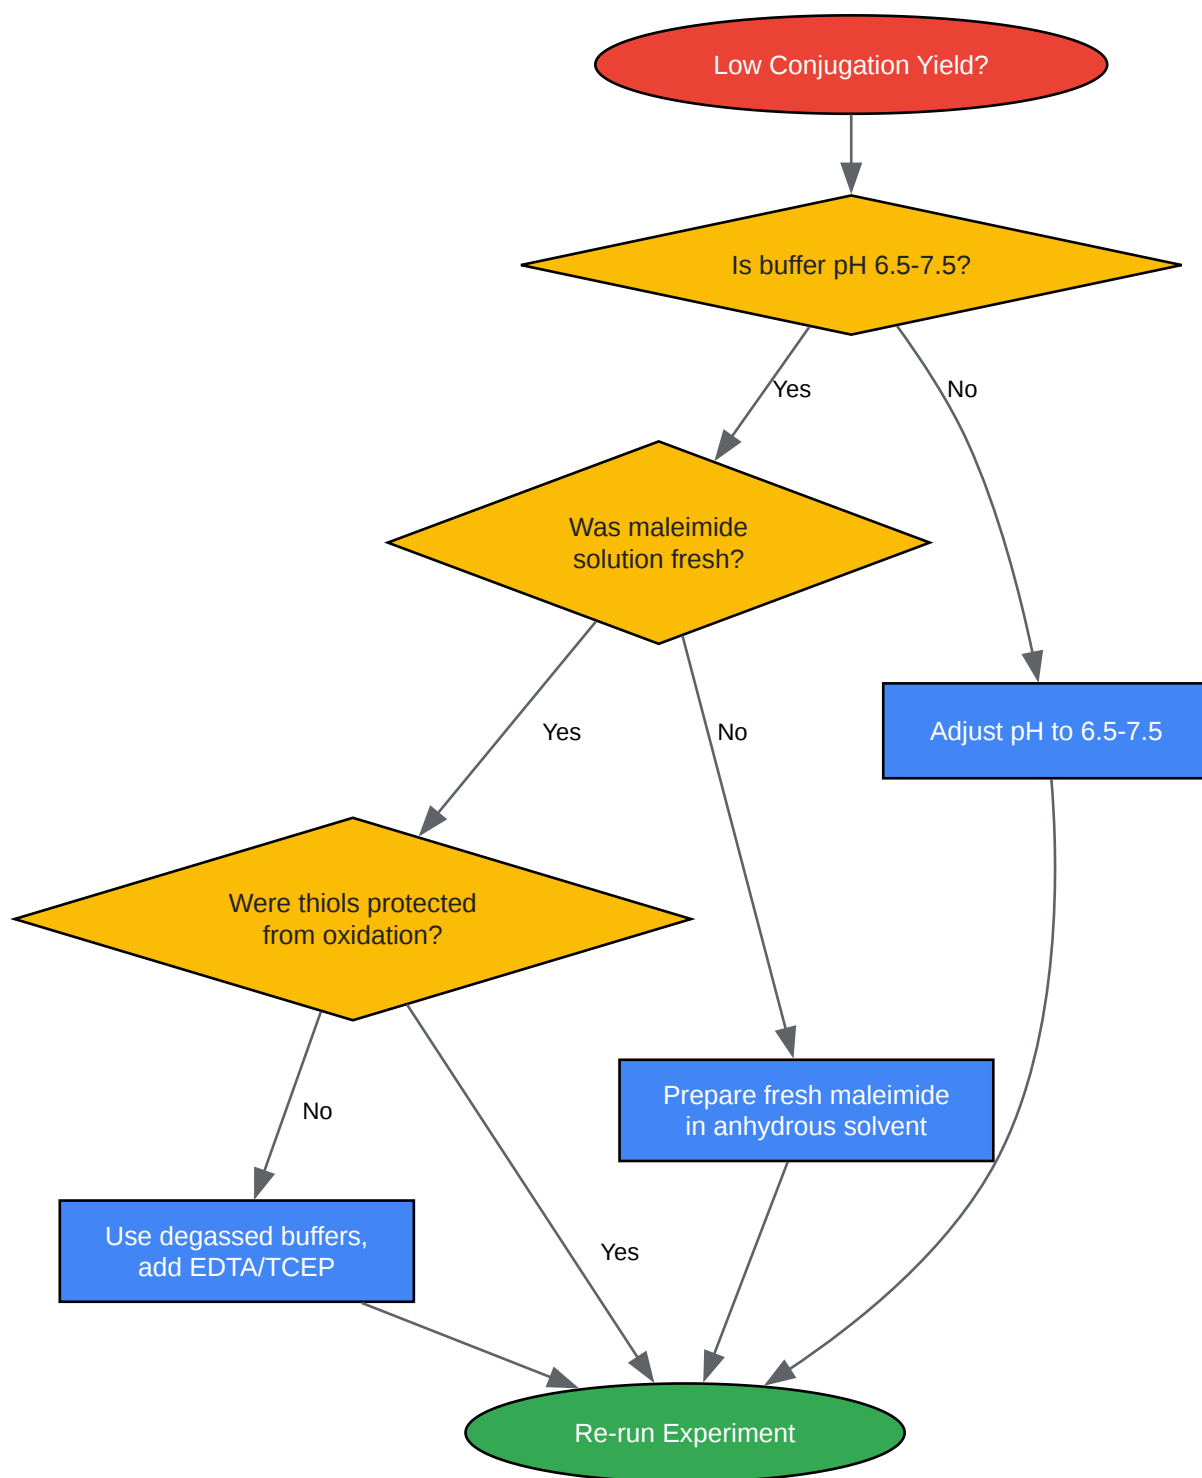 Low Conjugation Yield?
Is buffer pH 6.5-7.5?
Yes
No
Was maleimide
solution fresh?
Yes
No
Adjust pH to 6.5-7.5
Were thiols protected
from oxidation?
No
Prepare fresh maleimide
in anhydrous solvent
Use degassed buffers,
add EDTA/TCEP
Yes
Re-run Experiment